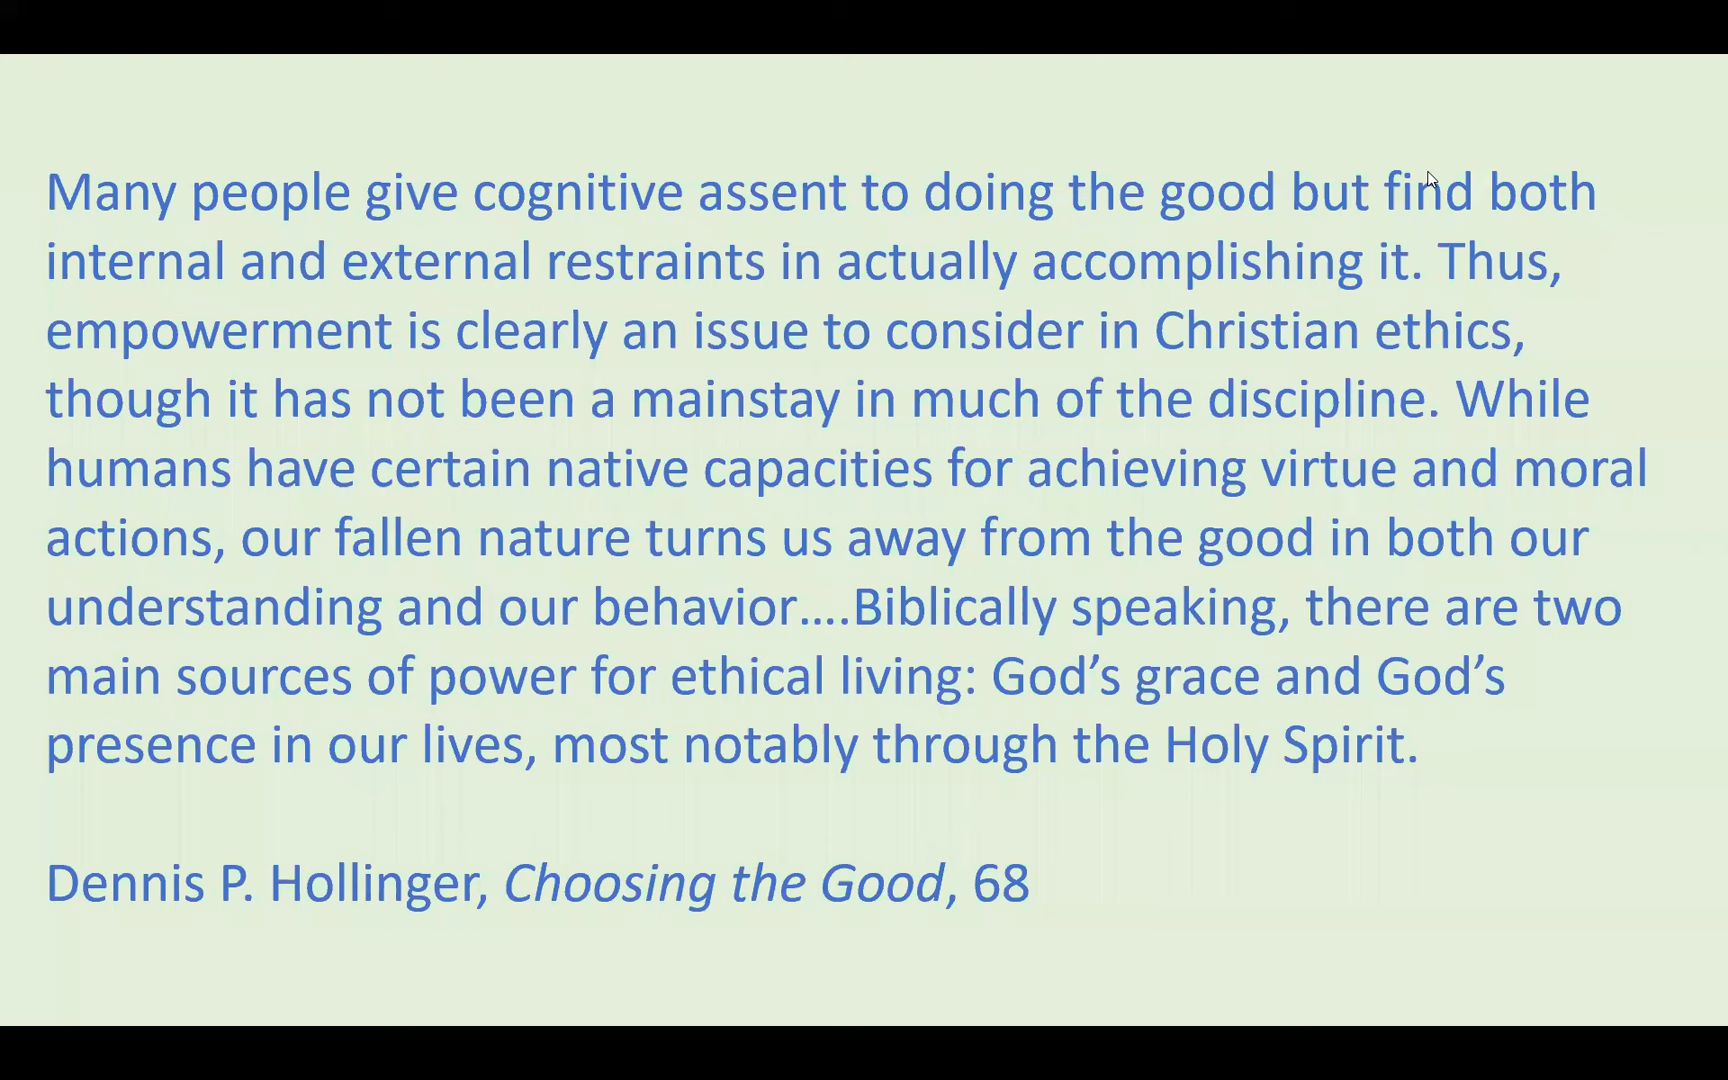 Many people give cognitive assent to doing the good but find both
internal and external restraints in actually accomplishing it. Thus,
empowerment is clearly an issue to consider in Christian ethics,
though it has not been a mainstay in much of the discipline. While
humans have certain native capacities for achieving virtue and moral
actions, our fallen nature turns us away from the good in both our
understanding and our behavior….Biblically speaking, there are two
main sources of power for ethical living: God’s grace and God’s
presence in our lives, most notably through the Holy Spirit.
Dennis P. Hollinger, Choosing the Good, 68